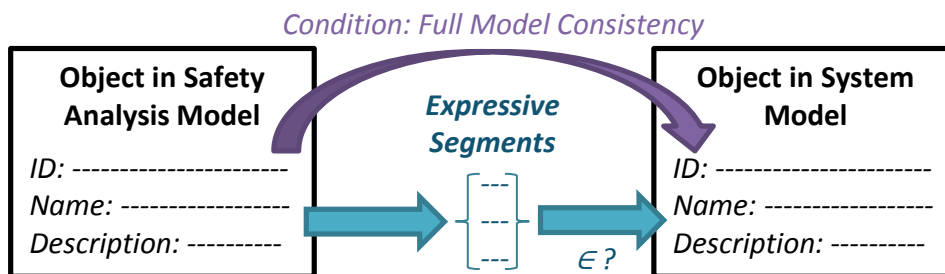 Condition: Full Model Consistency
Object in Safety
Analysis Model
ID: -----------------------
Name: ------------------
Description: ----------
Expressive
Segments
---
---
---
∈ ?
Object in System
Model
ID: -----------------------
Name: ------------------
Description: ----------